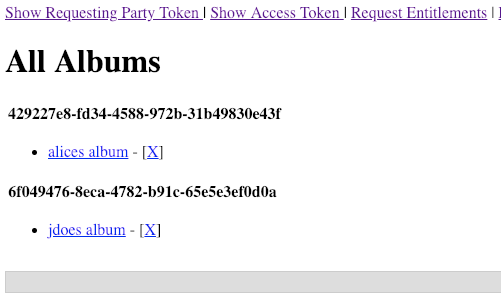 Show Requesting Party Token | Show Access Token | Request Entitlements |
All Albums
429227e8-fd34-4588-972b-31b49830e43f
alices album - [X]
6f049476-8eca-4782-b91c-65e5e3ef0d0a
jdoes album - [X]